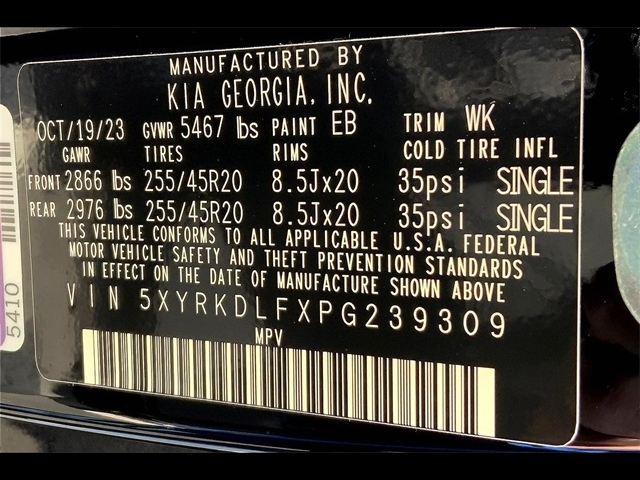 MANUFACTURED BY
KIA GEORGIA, INC.
OCT/19/23 GVWR 5467 lbs PAINT EB TRIM WK
GAWR TIRES RIMS COLD TIRE INFL
FRONT 2866 lbs 255/45R20 8.5Jx20 35psi SINGLE
REAR 2976 lbs 255/45R20 8.5Jx20 35psi SINGLE
THIS VEHICLE CONFORMS TO ALL APPLICABLE U.S.A. FEDERAL
MOTOR VEHICLE SAFETY AND THEFT PREVENTION STANDARDS
IN EFFECT ON THE DATE OF MANUFACTURE SHOWN ABOVE
VIN 5XYRKDLFXPG239309
MPV
5410